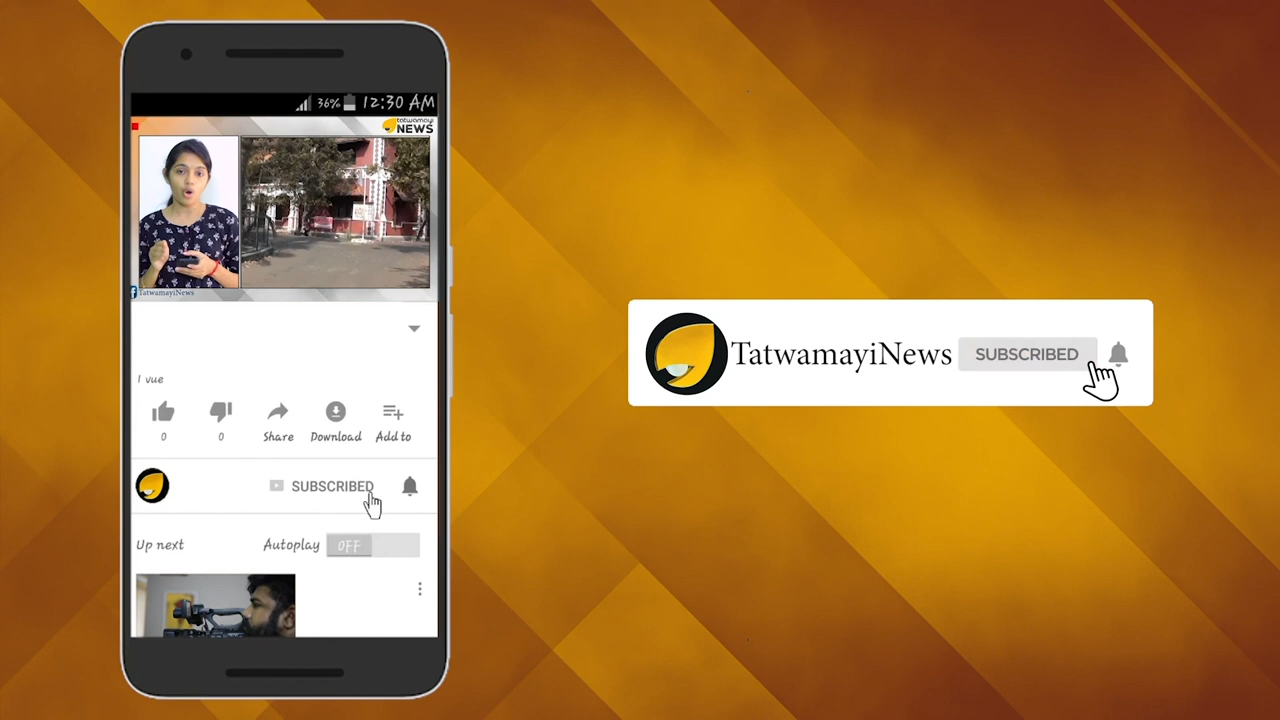 36% 12:30 AM
tatwamayi
NEWS
TatwamayiNews
1 vue
0 0 Share Download Add to
SUBSCRIBED
Up next Autoplay OFF
TatwamayiNews SUBSCRIBED